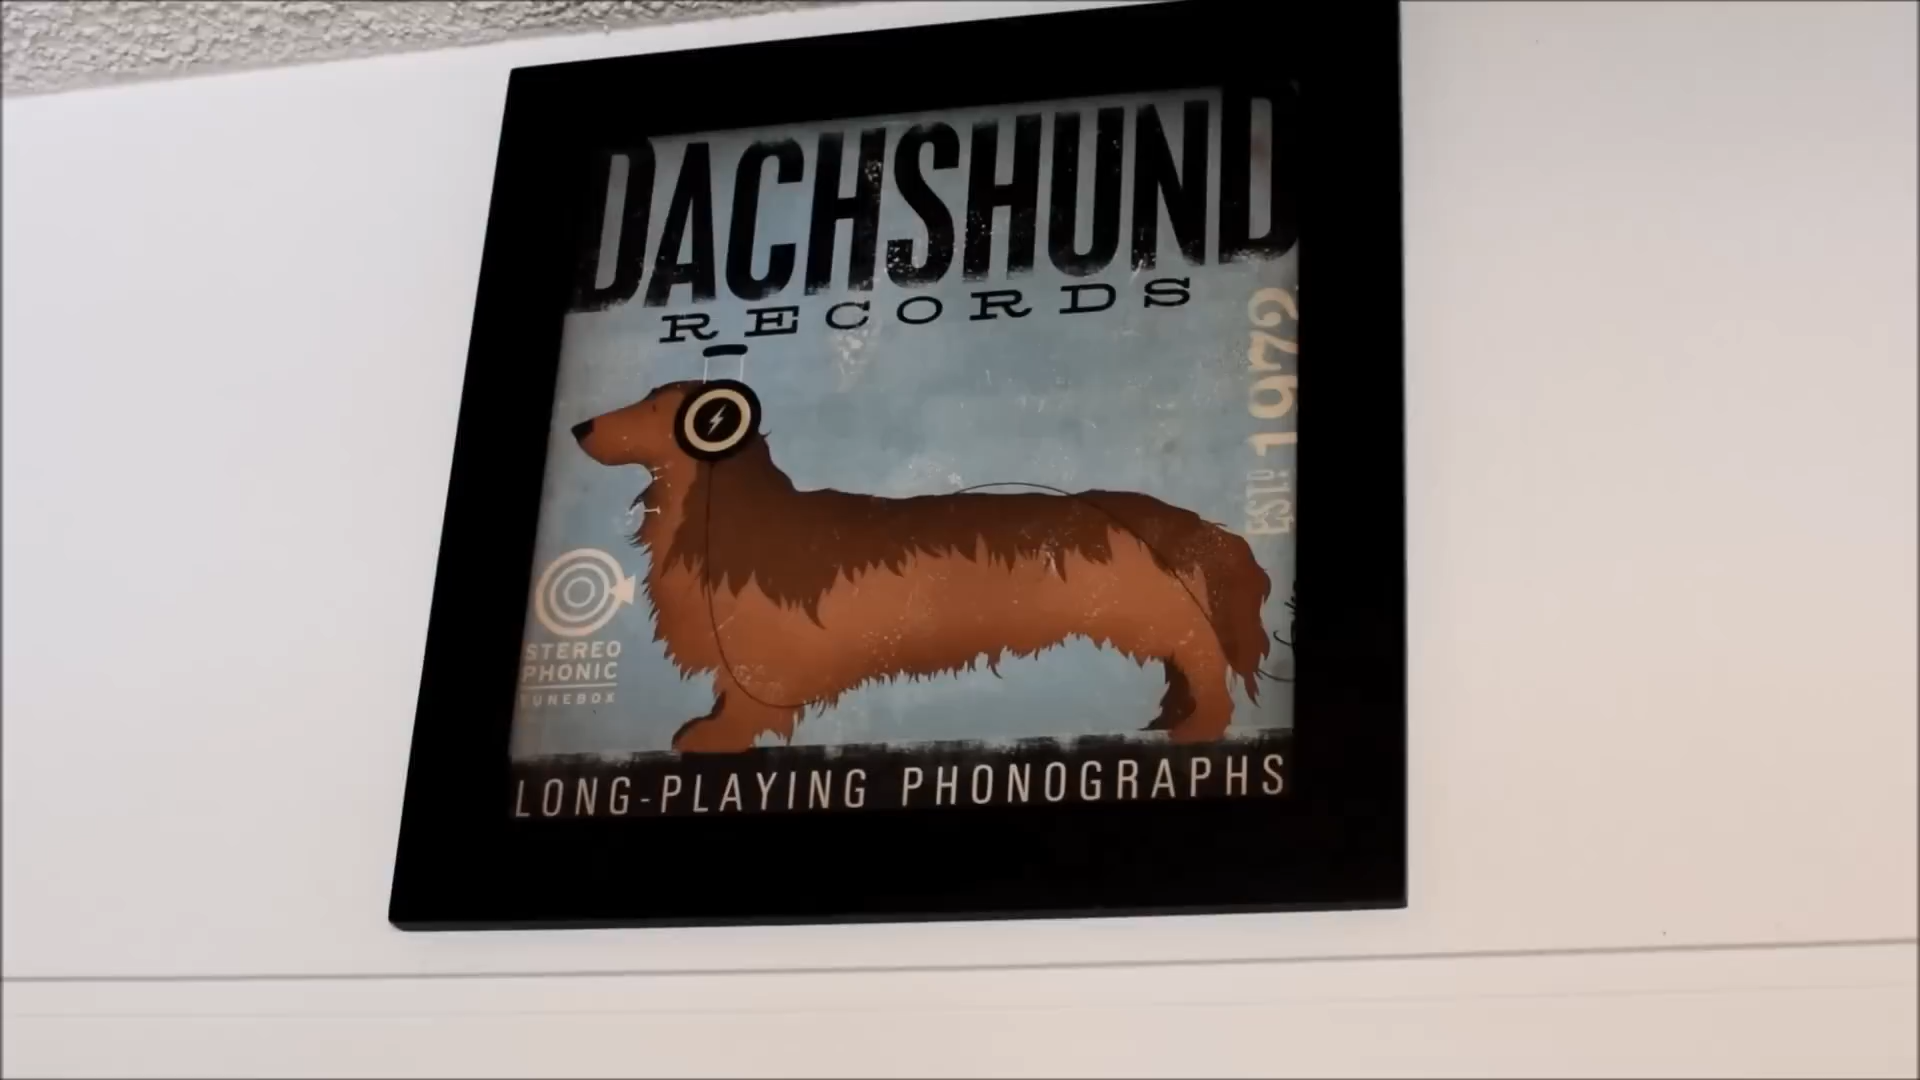 DACHSHUND
RECORDS
ESTD. 1972
STEREO
PHONIC
TUNEBOX
LONG-PLAYING PHONOGRAPHS